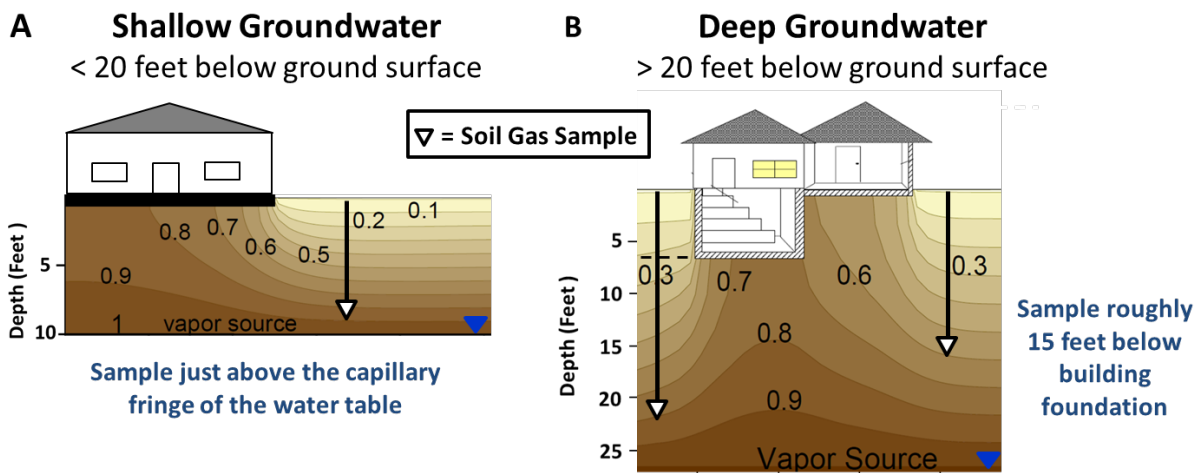 A
Shallow Groundwater
< 20 feet below ground surface
B
Deep Groundwater
> 20 feet below ground surface
▽ = Soil Gas Sample
Depth (Feet )
5
10
0.1
0.2
0.5
0.6
0.7
0.8
0.9
1
vapor source
Sample just above the capillary
fringe of the water table
Depth (Feet)
5
10
15
20
25
0.3
0.7
0.6
0.3
0.8
0.9
Vapor Source
Sample roughly
15 feet below
building
foundation